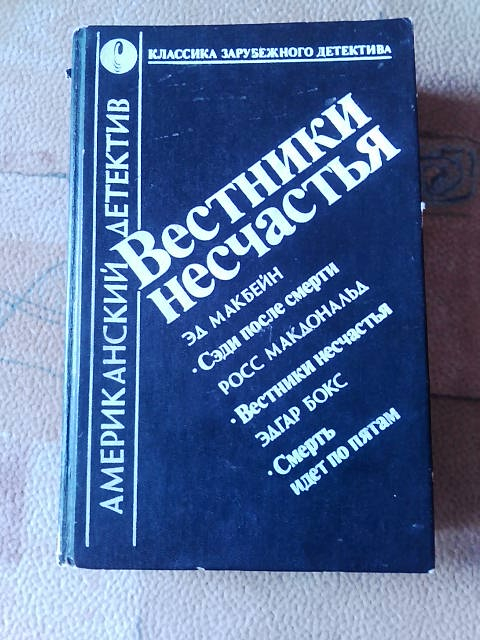 КЛАССИКА ЗАРУБЕЖНОГО ДЕТЕКТИВА
АМЕРИКАНСКИЙ ДЕТЕКТИВ
Вестники
несчастья
ЭД МАКБЕЙН
• Сэди после смерти
РОСС МАКДОНАЛЬД
• Вестники несчастья
ЭДГАР БОКС
• Смерть
идет по пятам